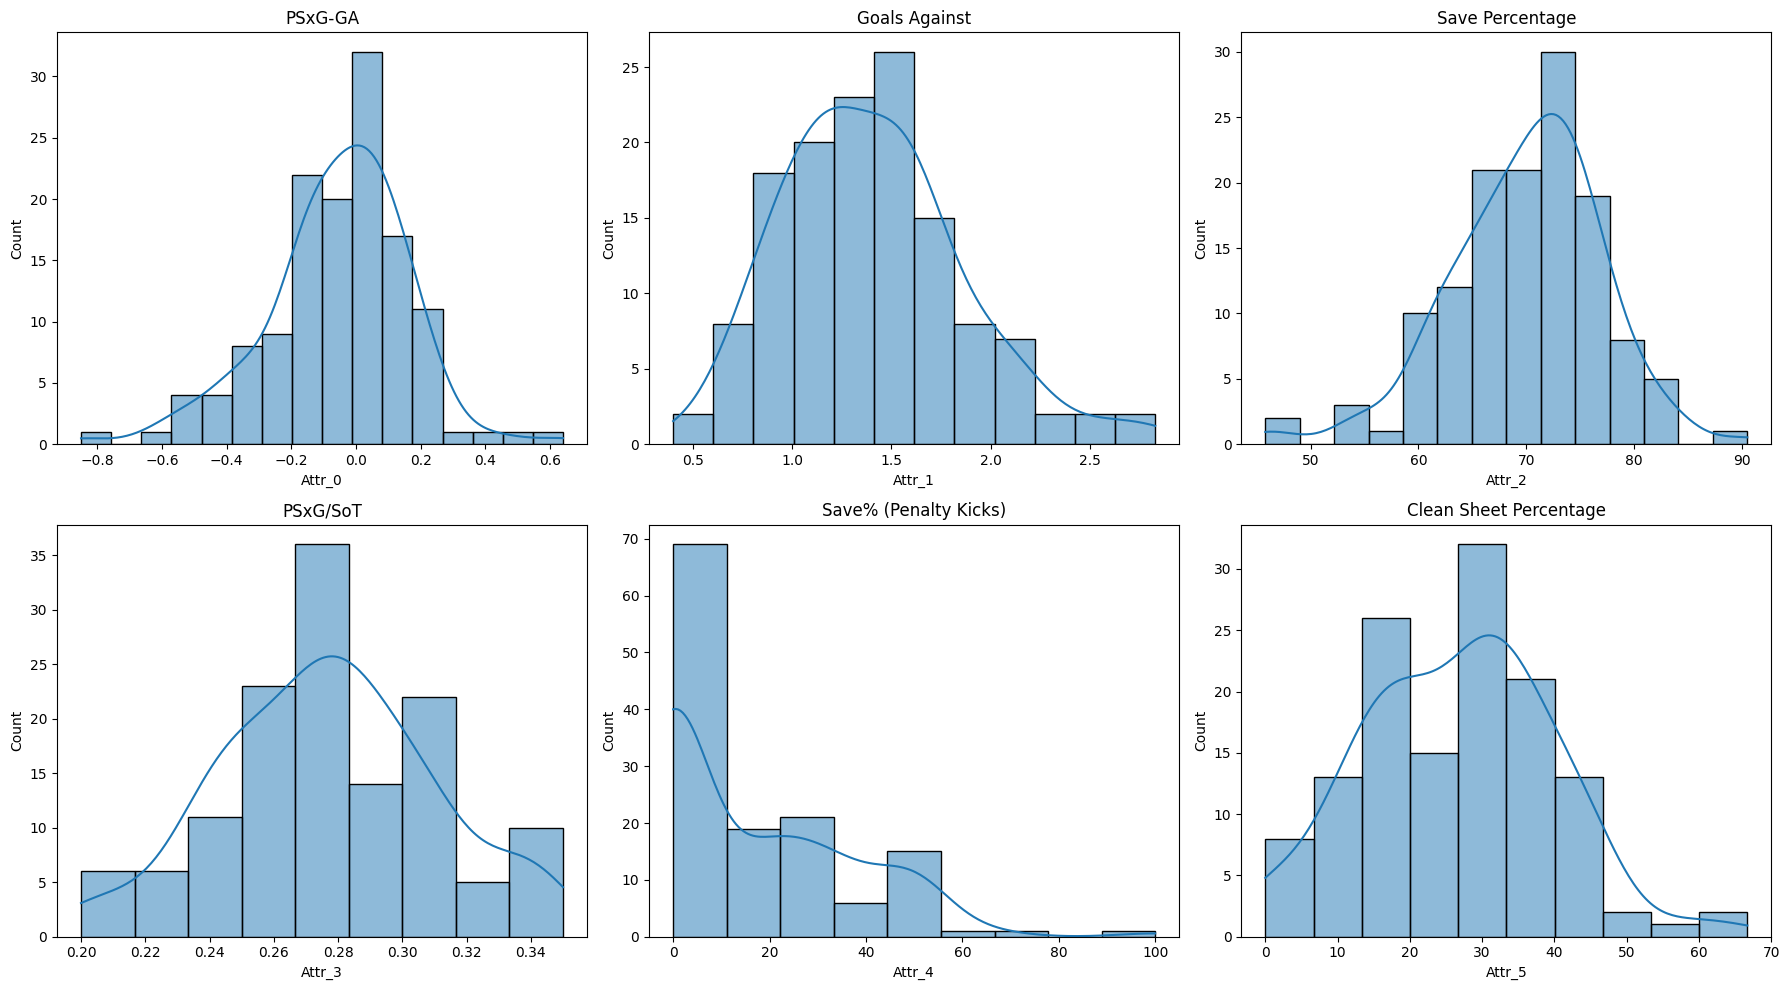 PSxG-GA
Count
30
25
20
15
10
5
0
−0.8 −0.6 −0.4 −0.2 0.0 0.2 0.4 0.6
Attr_0
Goals Against
Count
25
20
15
10
5
0
0.5 1.0 1.5 2.0 2.5
Attr_1
Save Percentage
Count
30
25
20
15
10
5
0
50 60 70 80 90
Attr_2
PSxG/SoT
Count
35
30
25
20
15
10
5
0
0.20 0.22 0.24 0.26 0.28 0.30 0.32 0.34
Attr_3
Save% (Penalty Kicks)
Count
70
60
50
40
30
20
10
0
0 20 40 60 80 100
Attr_4
Clean Sheet Percentage
Count
30
25
20
15
10
5
0
0 10 20 30 40 50 60 70
Attr_5